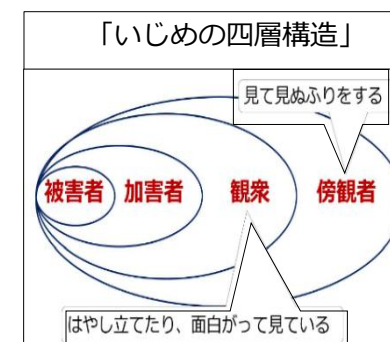 「いじめの四層構造」
見て見ぬふりをする
被害者 加害者 観衆 傍観者
はやし立てたり、面白がって見ている